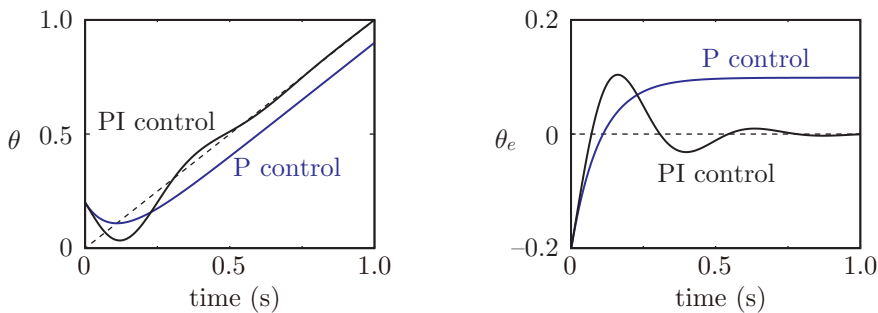 1.0
PI control
θ 0.5
P control
0
0 0.5 1.0
time (s)
0.2
P control
θe 0
PI control
−0.2
0 0.5 1.0
time (s)